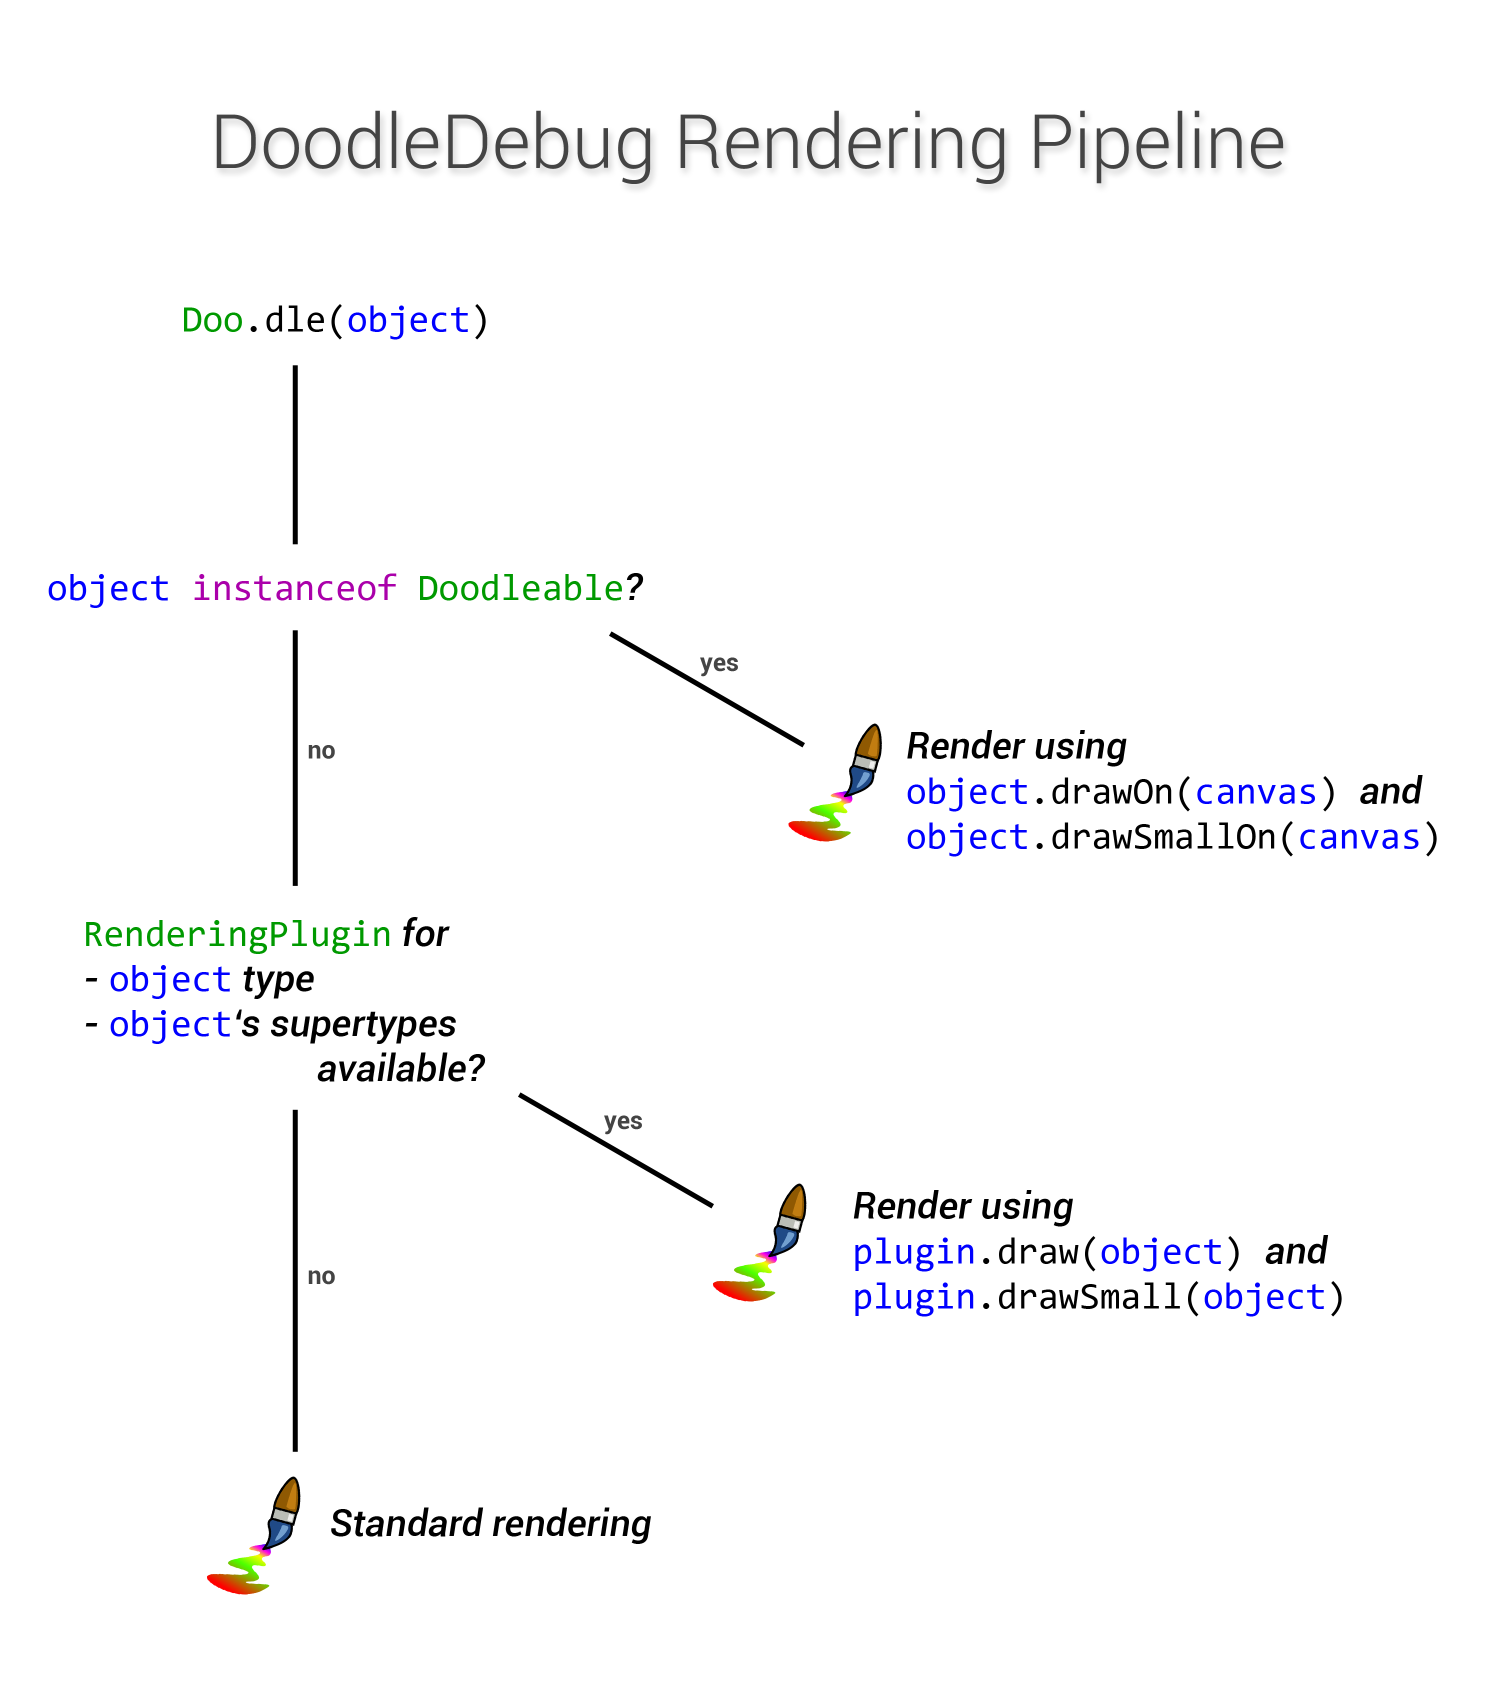 DoodleDebug Rendering Pipeline
Doo.dle(object)
object instanceof Doodleable?
yes
no
Render using
object.drawOn(canvas) and
object.drawSmallOn(canvas)
RenderingPlugin for
- object type
- object‘s supertypes
available?
yes
no
Render using
plugin.draw(object) and
plugin.drawSmall(object)
Standard rendering